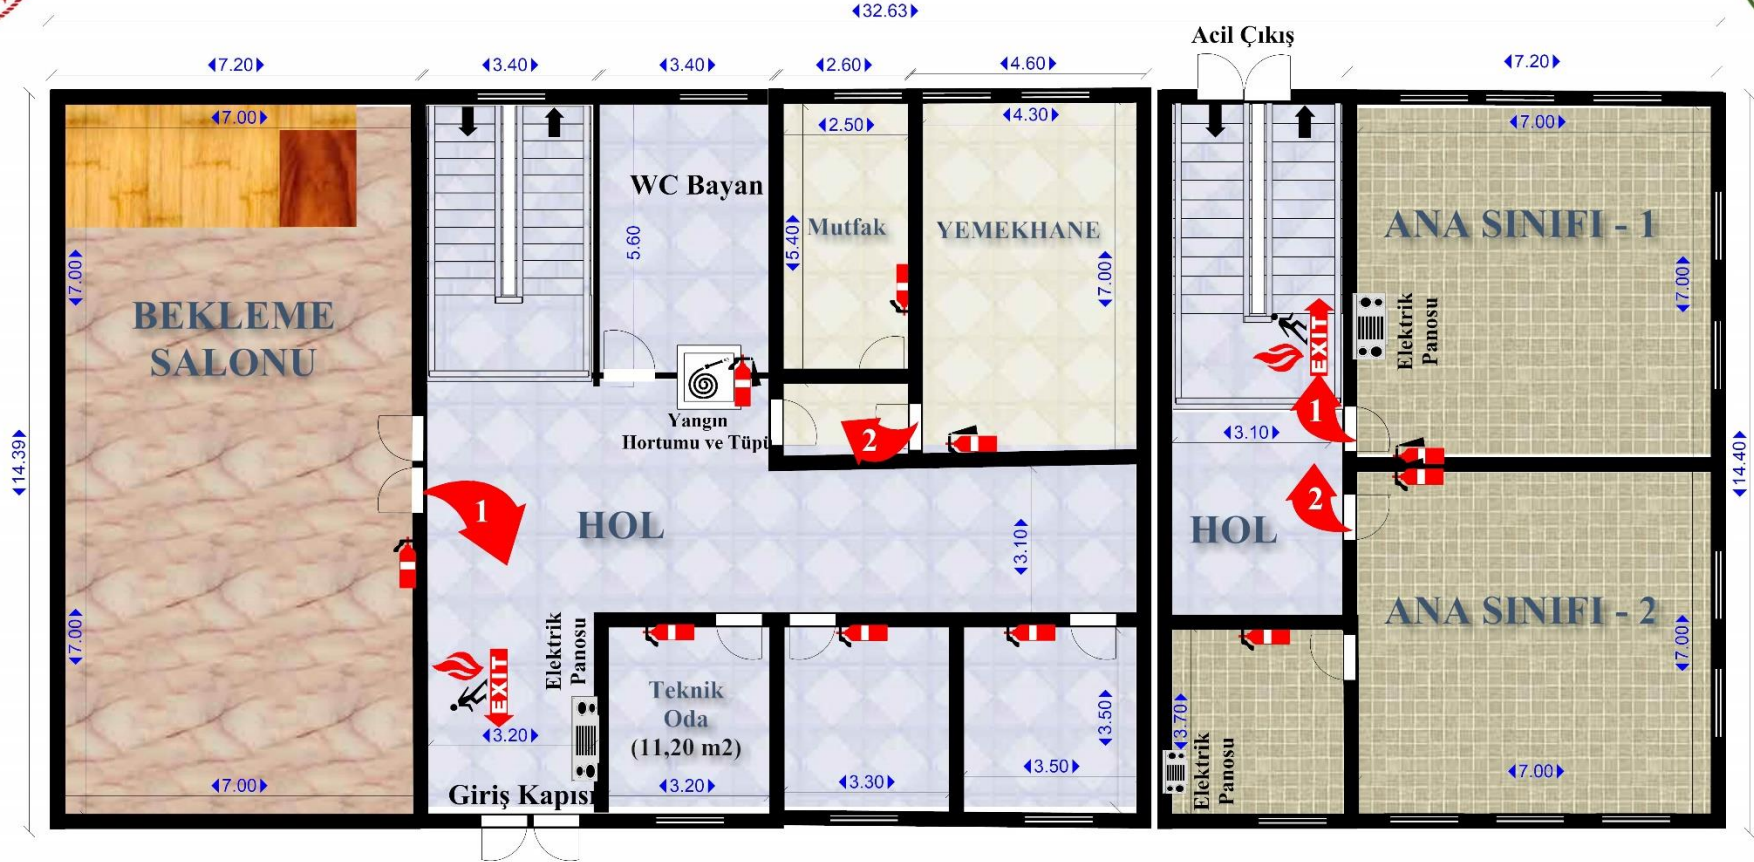 32.63
7.20
3.40
3.40
2.60
4.60
Acil Çıkış
7.20
7.00
2.50
4.30
7.00
WC Bayan
5.60
5.40
Mutfak
YEMEKHANE
7.00
ANA SINIFI - 1
7.00
7.00
BEKLEME
SALONU
EXIT
Elektrik
Panosu
Yangın
Hortumu ve Tüpü
2
1
3.10
14.39
1
HOL
3.10
2
HOL
14.40
7.00
Elektrik
Panosu
EXIT
3.20
Teknik
Oda
(11,20 m2)
3.20
3.30
3.50
3.50
ANA SINIFI - 2
7.00
3.70
Elektrik
Panosu
7.00
7.00
Giriş Kapısı